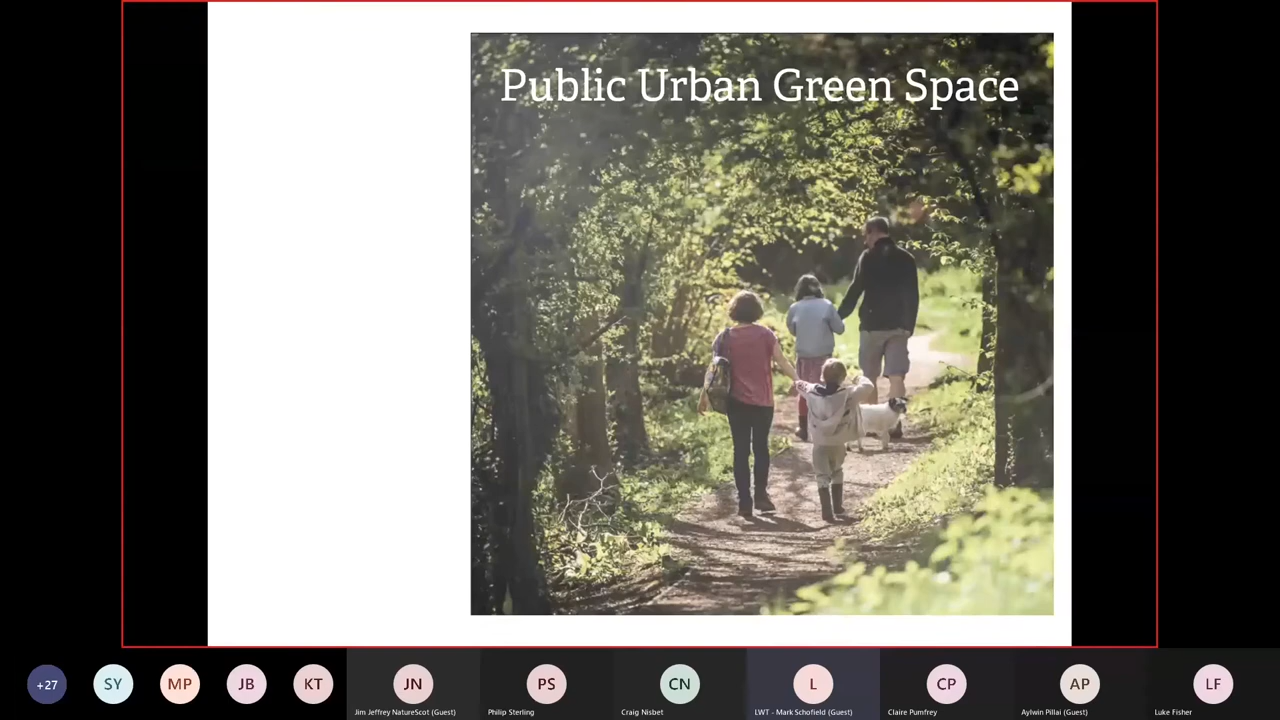 Public Urban Green Space
+27
SY
MP
JB
KT
JN
Jim Jeffrey NatureScot (Guest)
PS
Philip Sterling
CN
Craig Nisbet
L
LWT - Mark Schofield (Guest)
CP
Claire Pumfrey
AP
Aylwin Pillai (Guest)
LF
Luke Fisher